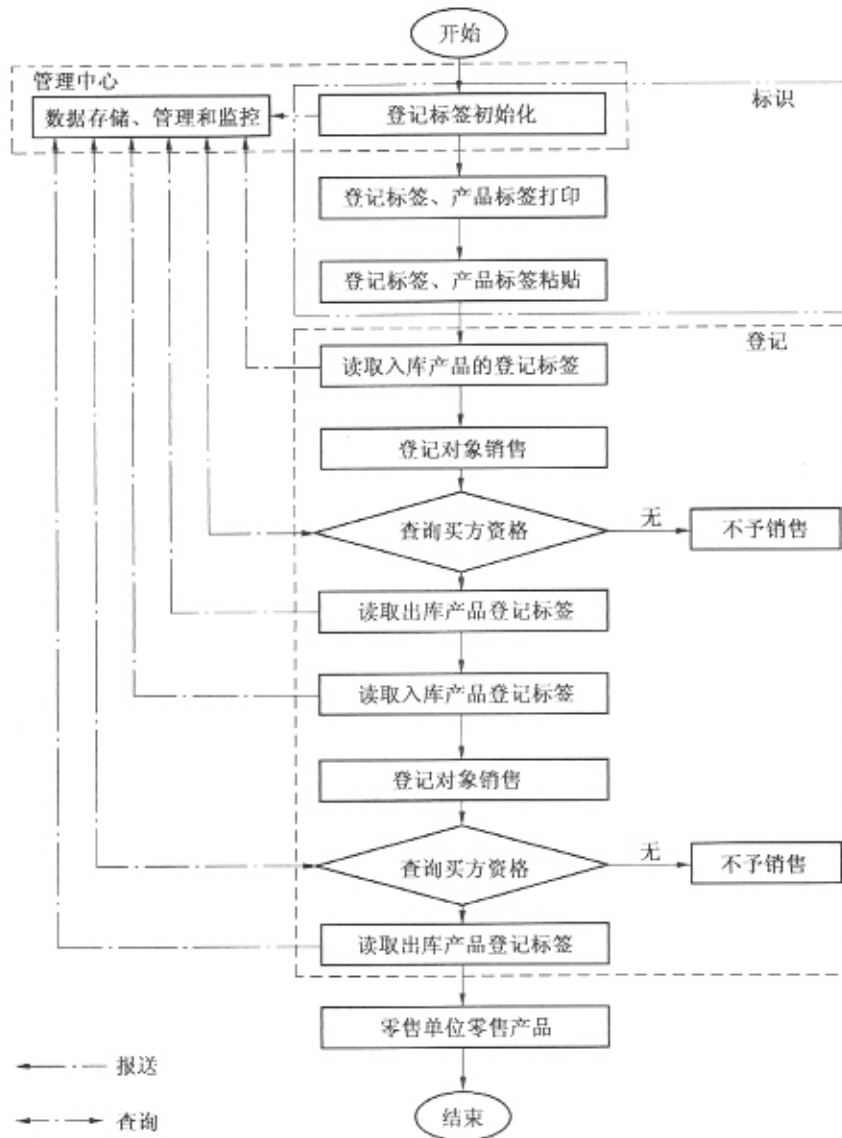 开始
管理中心
标识
数据存储、管理和监控
登记标签初始化
登记标签、产品标签打印
登记标签、产品标签粘贴
登记
读取入库产品的登记标签
登记对象销售
查询买方资格
无
不予销售
读取出库产品登记标签
读取入库产品登记标签
登记对象销售
查询买方资格
无
不予销售
读取出库产品登记标签
零售单位零售产品
报送
查询
结束